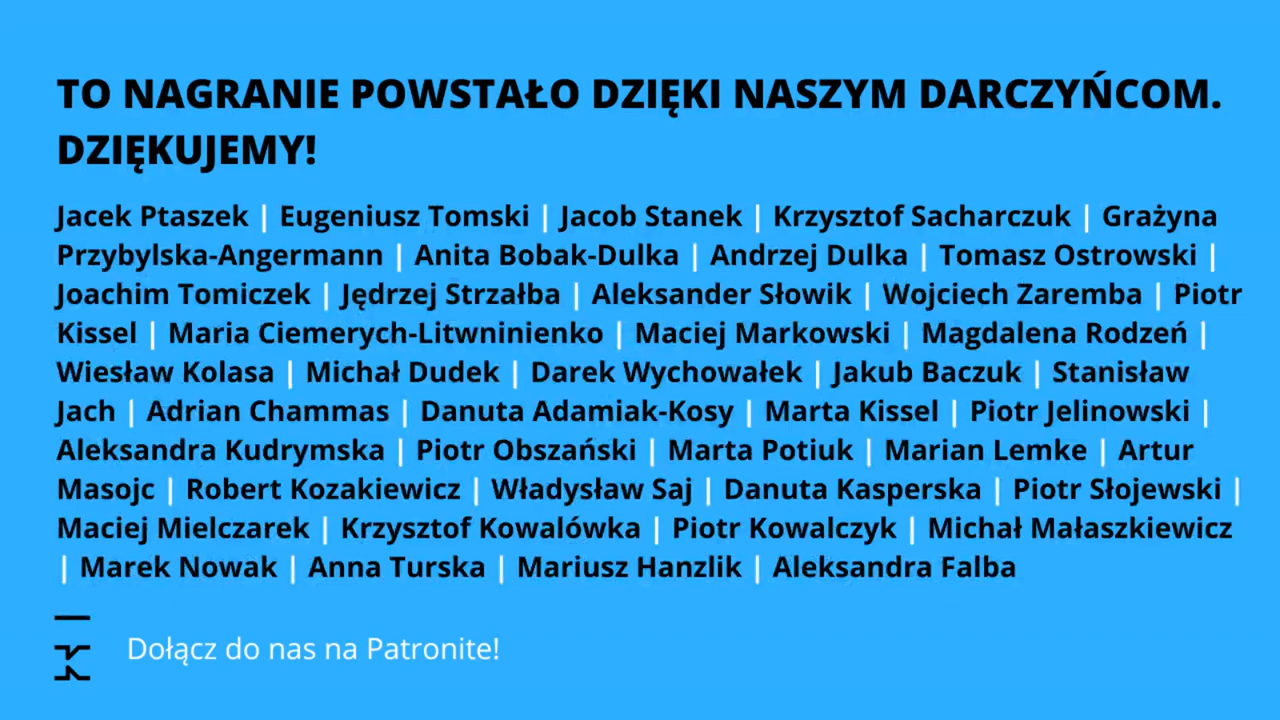 TO NAGRANIE POWSTAŁO DZIĘKI NASZYM DARCZYŃCOM.
DZIĘKUJEMY!
Jacek Ptaszek | Eugeniusz Tomski | Jacob Stanek | Krzysztof Sacharczuk | Grażyna
Przybylska-Angermann | Anita Bobak-Dulka | Andrzej Dulka | Tomasz Ostrowski |
Joachim Tomiczek | Jędrzej Strzałba | Aleksander Słowik | Wojciech Zaremba | Piotr
Kissel | Maria Ciemerych-Litwninienko | Maciej Markowski | Magdalena Rodzeń |
Wiesław Kolasa | Michał Dudek | Darek Wychowałek | Jakub Baczuk | Stanisław
Jach | Adrian Chammas | Danuta Adamiak-Kosy | Marta Kissel | Piotr Jelinowski |
Aleksandra Kudrymska | Piotr Obszański | Marta Potiuk | Marian Lemke | Artur
Masojc | Robert Kozakiewicz | Władysław Saj | Danuta Kasperska | Piotr Słojewski |
Maciej Mielczarek | Krzysztof Kowalówka | Piotr Kowalczyk | Michał Małaszkiewicz
| Marek Nowak | Anna Turska | Mariusz Hanzlik | Aleksandra Falba
Dołącz do nas na Patronite!